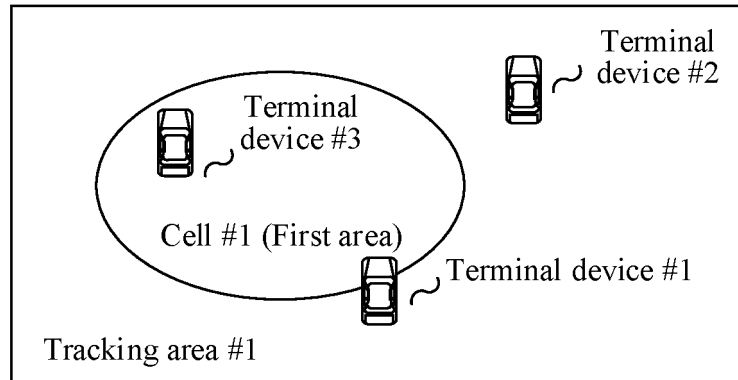 Terminal
device #2
Terminal
device #3
Cell #1 (First area)
Terminal device #1
Tracking area #1